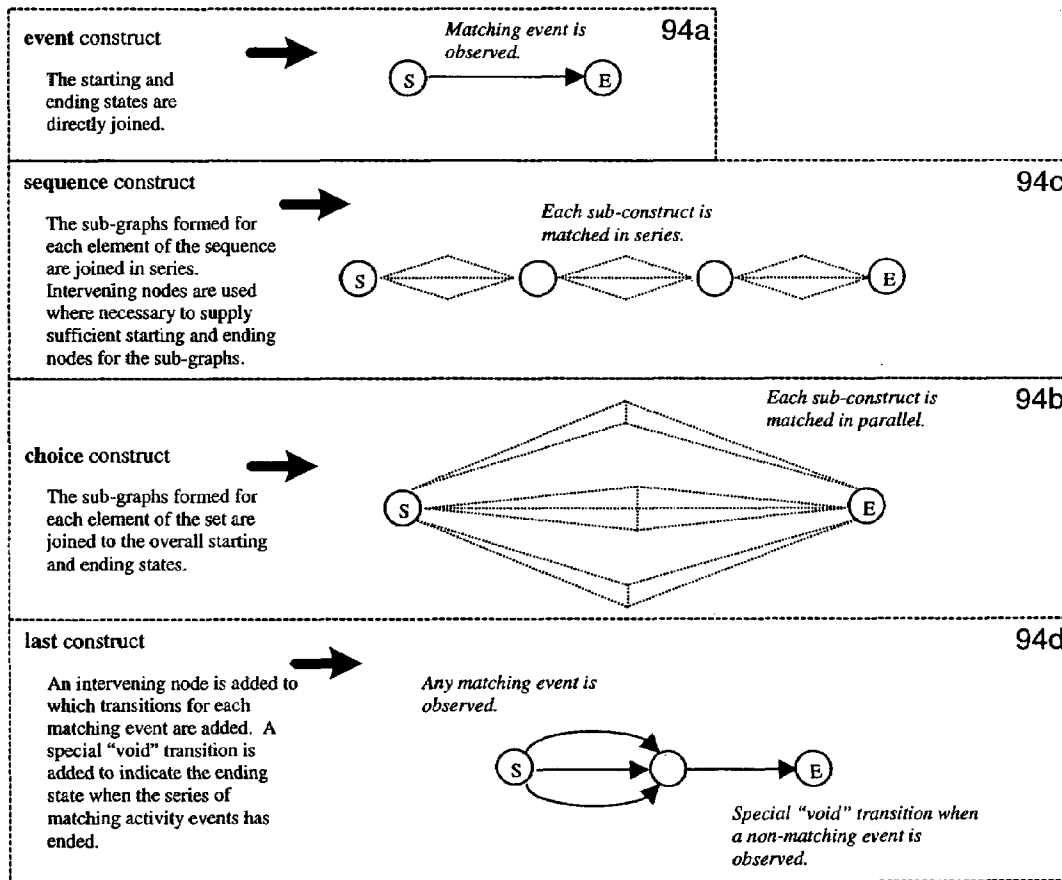 event construct
The starting and
ending states are
directly joined.
Matching event is
observed.
94a
S
E
sequence construct
The sub-graphs formed for
each element of the sequence
are joined in series.
Intervening nodes are used
where necessary to supply
sufficient starting and ending
nodes for the sub-graphs.
Each sub-construct is
matched in series.
94c
S
E
choice construct
The sub-graphs formed for
each element of the set are
joined to the overall starting
and ending states.
Each sub-construct is
matched in parallel.
94b
S
E
last construct
An intervening node is added to
which transitions for each
matching event are added. A
special "void" transition is
added to indicate the ending
state when the series of
matching activity events has
ended.
Any matching event is
observed.
94d
S
E
Special "void" transition when
a non-matching event is
observed.